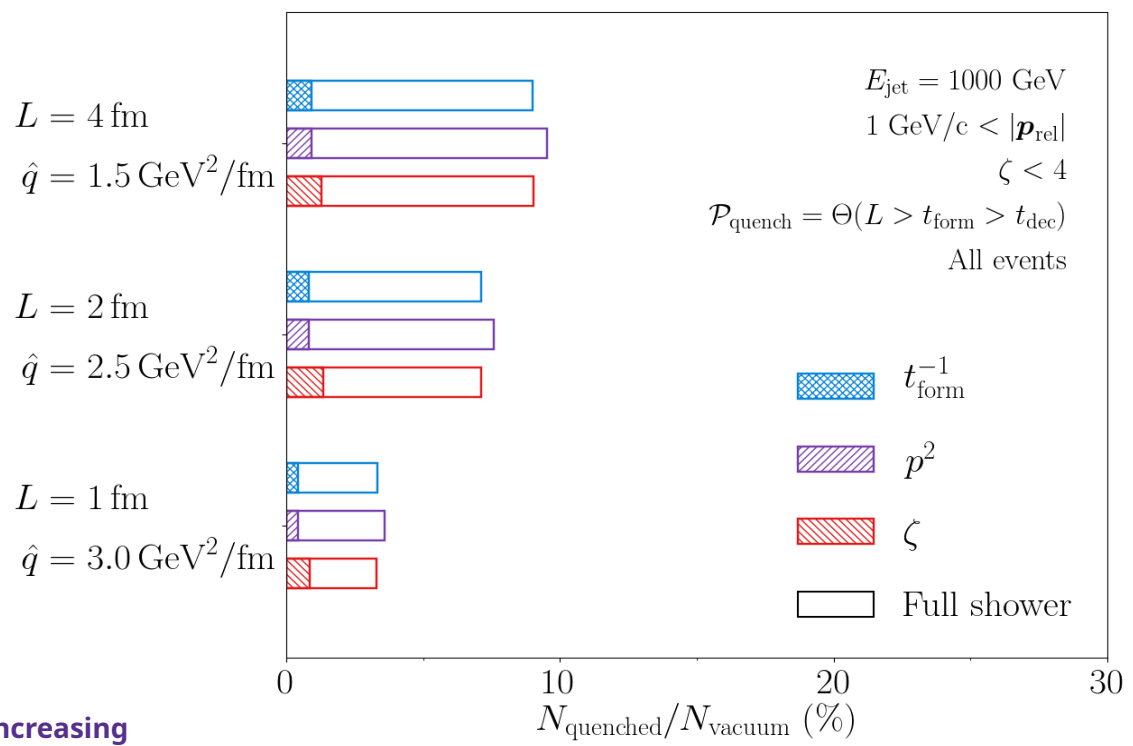 L = 4 fm
q̂ = 1.5 GeV²/fm
L = 2 fm
q̂ = 2.5 GeV²/fm
L = 1 fm
q̂ = 3.0 GeV²/fm
E_jet = 1000 GeV
1 GeV/c < |p_rel|
ζ < 4
𝒫_quench = Θ(L > t_form > t_dec)
All events
t_form⁻¹
p²
ζ
Full shower
0 10 20 30
N_quenched/N_vacuum (%)
ncreasing